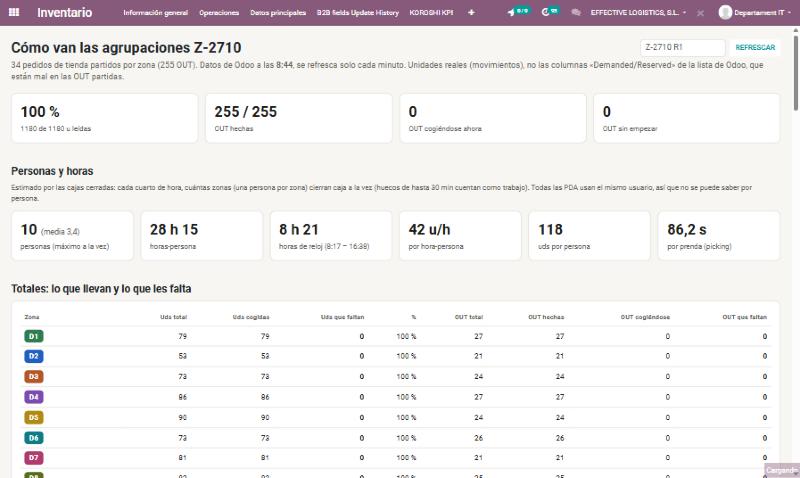 Inventario Información general Operaciones Datos principales B2B fields Update History KOROSHI KPI + EFFECTIVE LOGISTICS, S.L. Departament IT
Cómo van las agrupaciones Z-2710
Z-2710 R1 REFRESCAR
34 pedidos de tienda partidos por zona (255 OUT). Datos de Odoo a las 8:44, se refresca solo cada minuto. Unidades reales (movimientos), no las columnas «Demanded/Reserved» de la lista de Odoo, que
están mal en las OUT partidas.
100 % 255 / 255 0 0
1180 de 1180 u leídas OUT hechas OUT cogiéndose ahora OUT sin empezar
Personas y horas
Estimado por las cajas cerradas: cada cuarto de hora, cuántas zonas (una persona por zona) cierran caja a la vez (huecos de hasta 30 min cuentan como trabajo). Todas las PDA usan el mismo usuario, así que no se puede saber por
persona.
10 (media 3,4) 28 h 15 8 h 21 42 u/h 118 86,2 s
personas (máximo a la vez) horas-persona horas de reloj (8:17 – 16:38) por hora-persona uds por persona por prenda (picking)
Totales: lo que llevan y lo que les falta
Zona Uds total Uds cogidas Uds que faltan % OUT total OUT hechas OUT cogiéndose OUT que faltan
D1 79 79 0 100 % 27 27 0 0
D2 53 53 0 100 % 21 21 0 0
D3 73 73 0 100 % 24 24 0 0
D4 86 86 0 100 % 27 27 0 0
D5 90 90 0 100 % 24 24 0 0
D6 73 73 0 100 % 26 26 0 0
D7 81 81 0 100 % 21 21 0 0
Cargando